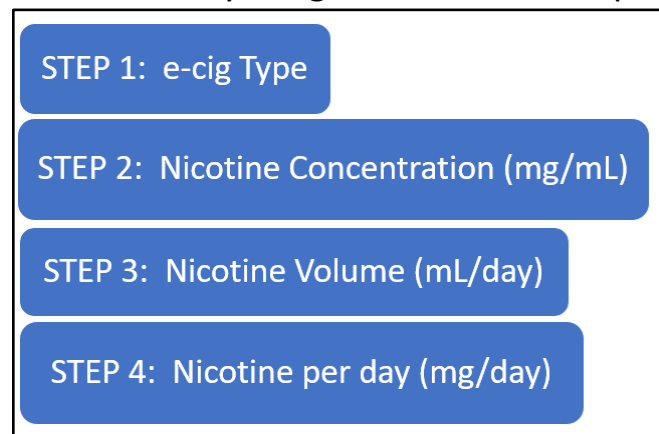 STEP 1: e-cig Type
STEP 2: Nicotine Concentration (mg/mL)
STEP 3: Nicotine Volume (mL/day)
STEP 4: Nicotine per day (mg/day)